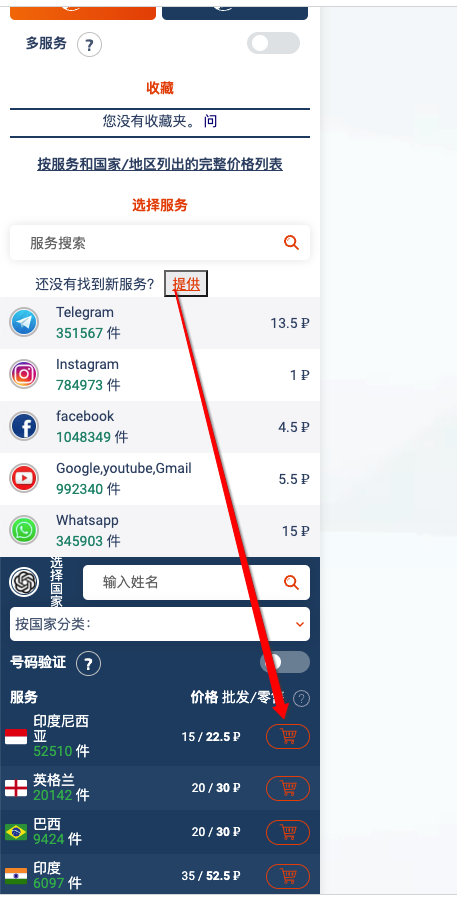 多服务 ?
收藏
您没有收藏夹。 问
按服务和国家/地区列出的完整价格列表
选择服务
服务搜索
还没有找到新服务? 提供
Telegram
351567 件
13.5 ₽
Instagram
784973 件
1 ₽
facebook
1048349 件
4.5 ₽
Google,youtube,Gmail
992340 件
5.5 ₽
Whatsapp
345903 件
15 ₽
选择国家
输入姓名
按国家分类:
号码验证 ?
服务
价格 批发/零售 ?
印度尼西
亚
52510 件
15 / 22.5 ₽
英格兰
20142 件
20 / 30 ₽
巴西
9424 件
20 / 30 ₽
印度
6097 件
35 / 52.5 ₽